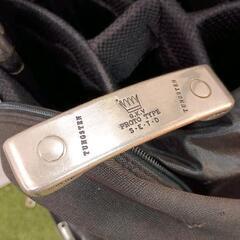 TUNGSTEN
G.K.V
PROTO TYPE
S-E-T-D
TUNGSTEN